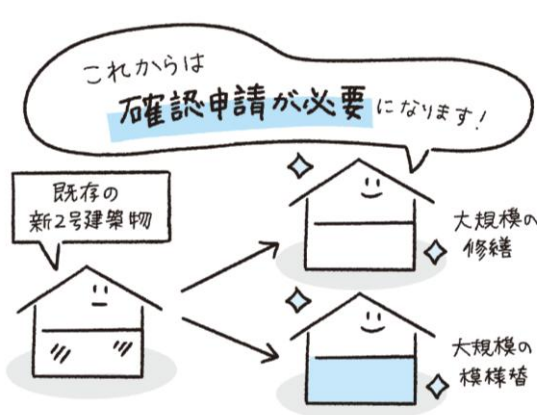 これからは
確認申請が必要になります！
既存の
新2号建築物
大規模の
修繕
大規模の
模様替